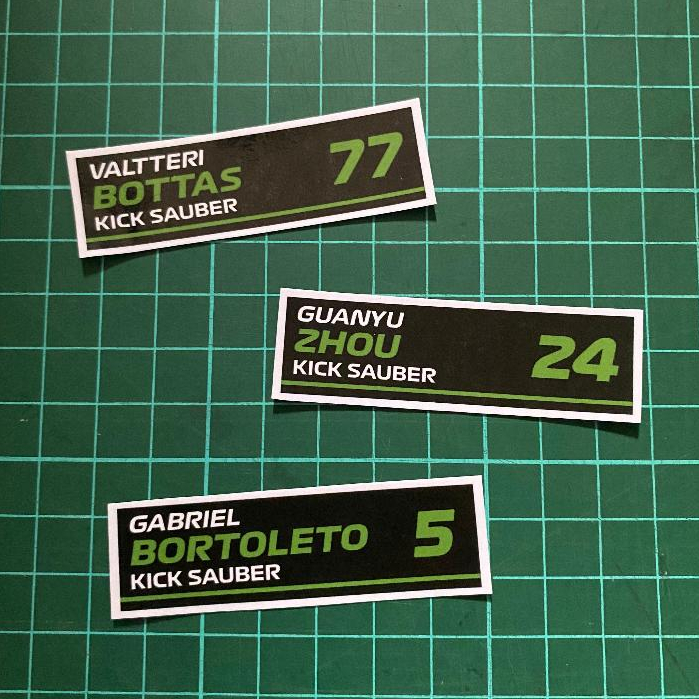 VALTTERI
BOTTAS
KICK SAUBER
77
GUANYU
ZHOU
KICK SAUBER
24
GABRIEL
BORTOLETO
KICK SAUBER
5